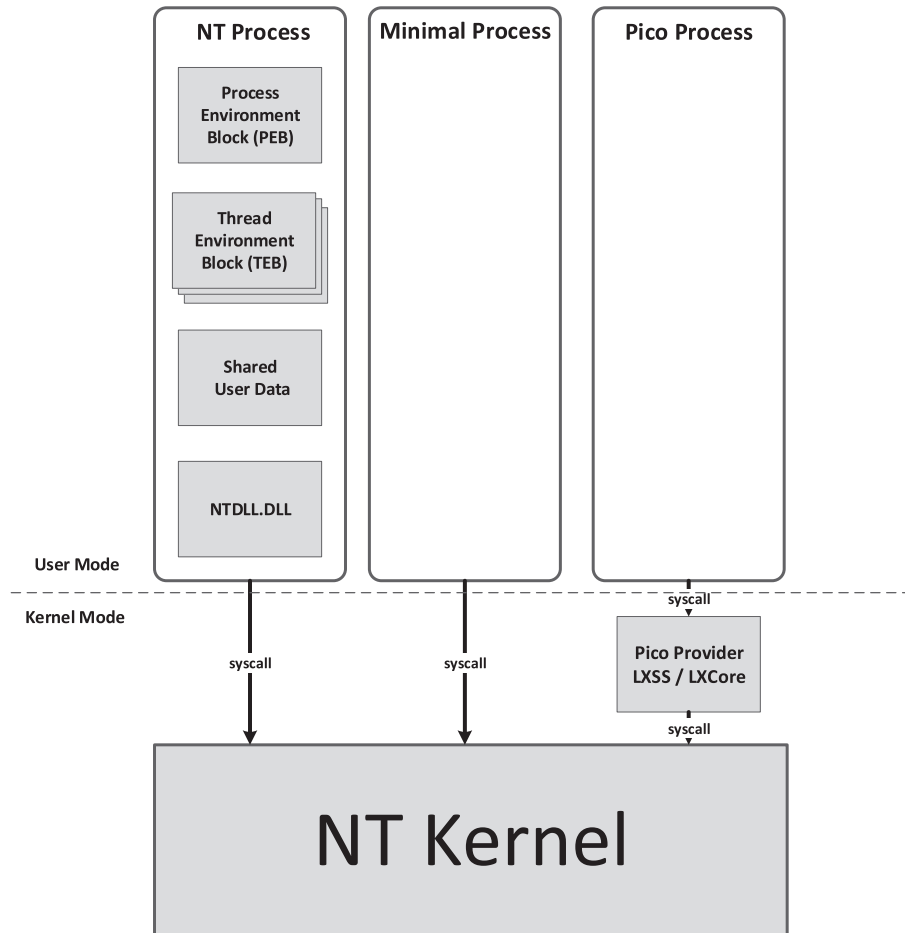 NT Process
Minimal Process
Pico Process
Process
Environment
Block (PEB)
Thread
Environment
Block (TEB)
Shared
User Data
NTDLL.DLL
User Mode
Kernel Mode
syscall
syscall
syscall
Pico Provider
LXSS / LXCore
syscall
NT Kernel